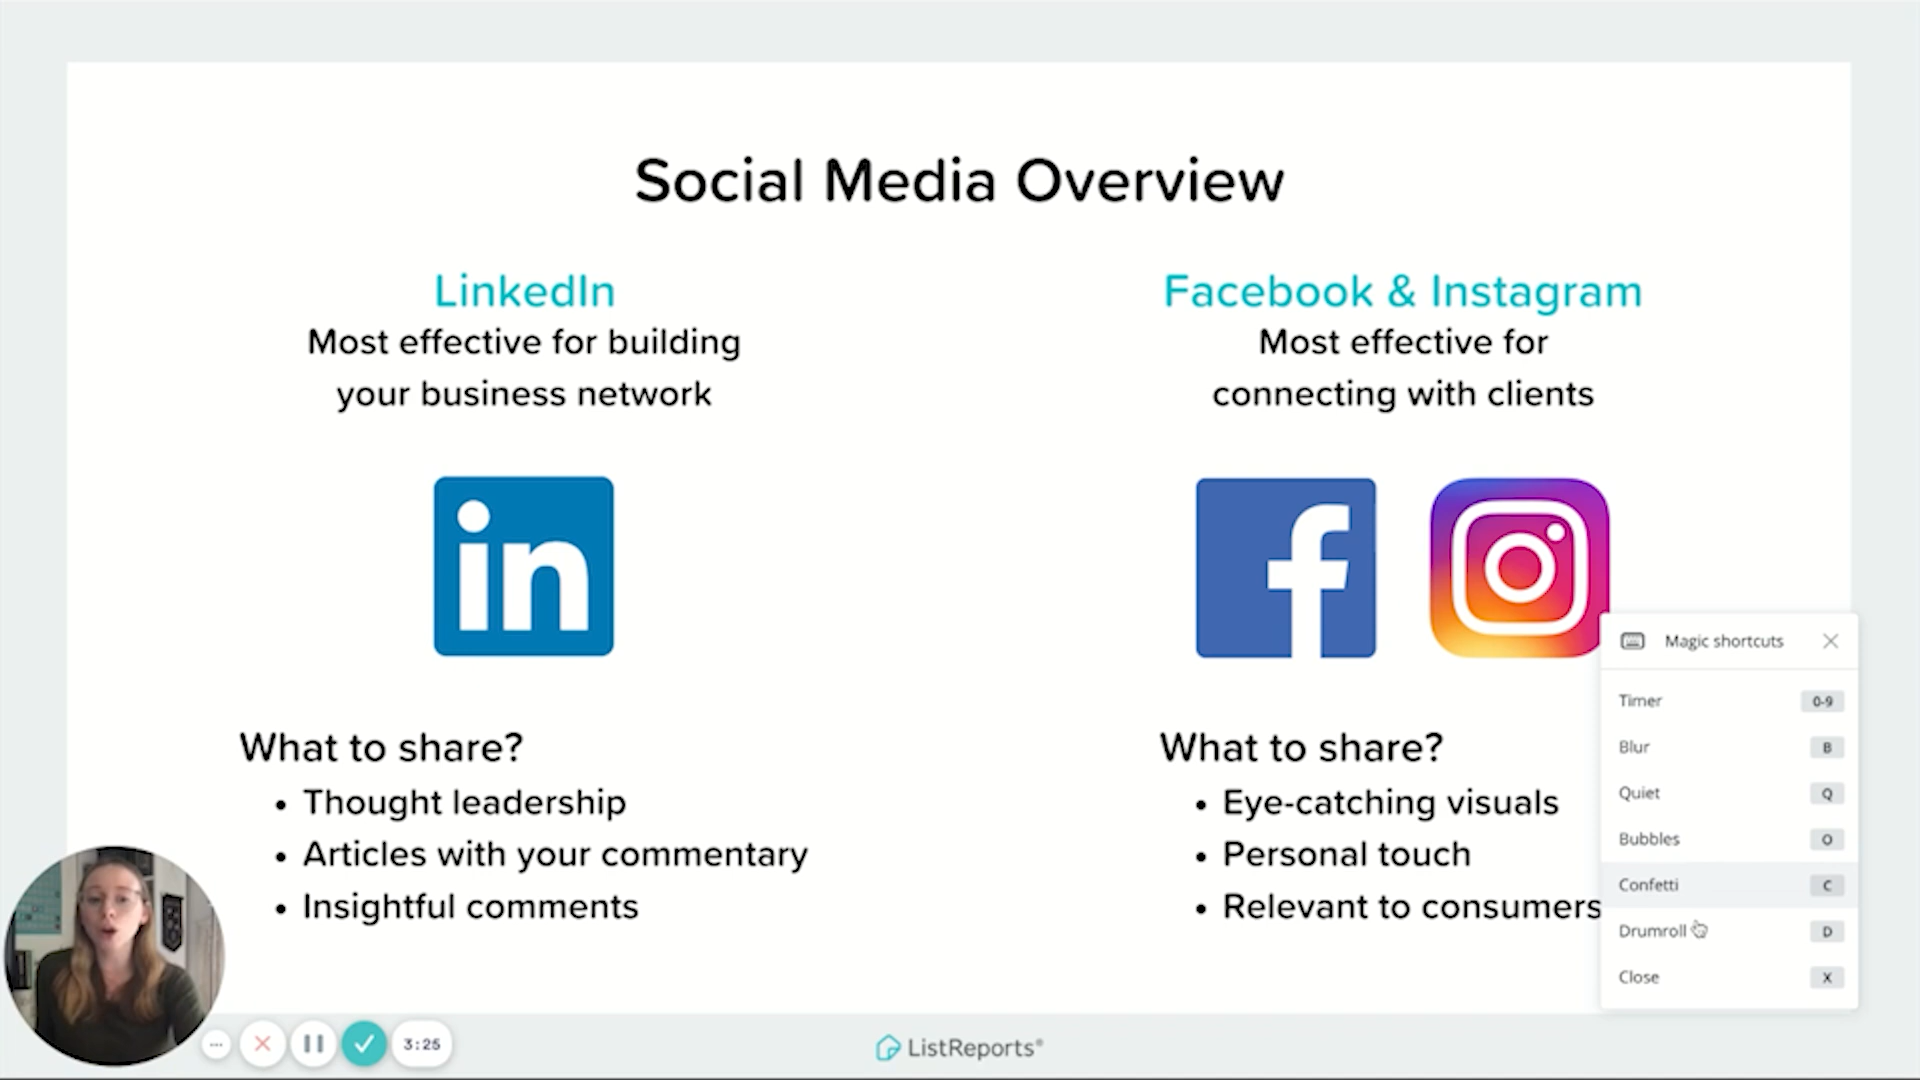 Social Media Overview
LinkedIn
Most effective for building
your business network
in
What to share?
• Thought leadership
• Articles with your commentary
• Insightful comments
Facebook & Instagram
Most effective for
connecting with clients
f
What to share?
• Eye-catching visuals
• Personal touch
• Relevant to consumers
Magic shortcuts
Timer 0-9
Blur B
Quiet Q
Bubbles O
Confetti C
Drumroll D
Close X
3:25
ListReports®